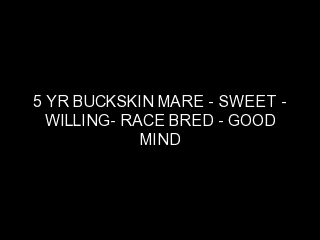 5 YR BUCKSKIN MARE - SWEET -
WILLING- RACE BRED - GOOD
MIND